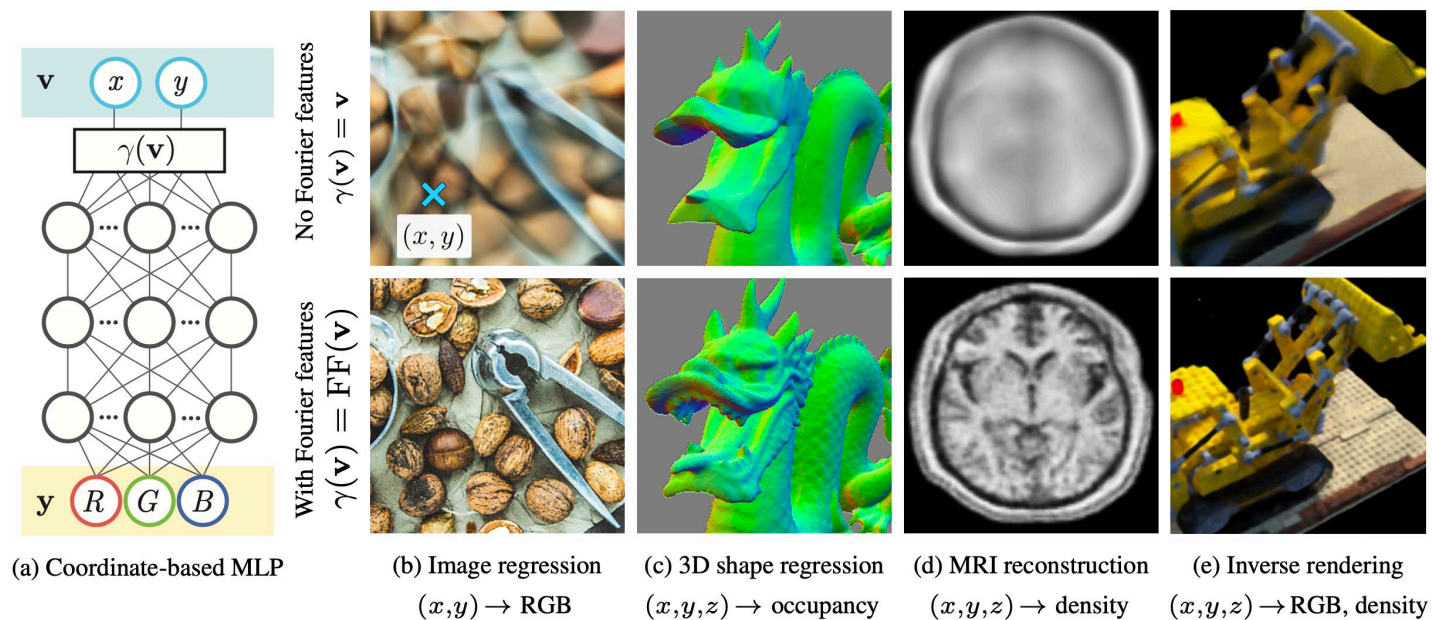 v x y
γ(v)
... ...
... ...
... ...
y R G B
(a) Coordinate-based MLP
No Fourier features
γ(v) = v
With Fourier features
γ(v) = FF(v)
(x, y)
(b) Image regression
(x,y) → RGB
(c) 3D shape regression
(x,y,z) → occupancy
(d) MRI reconstruction
(x,y,z) → density
(e) Inverse rendering
(x,y,z) → RGB, density